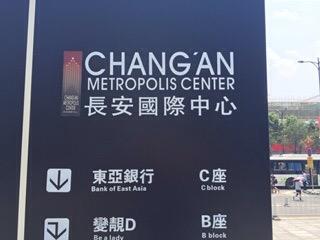 CHANG'AN
METROPOLIS CENTER
長安國際中心
東亞銀行 C座
Bank of East Asia C block
變靚D B座
Be a lady B block